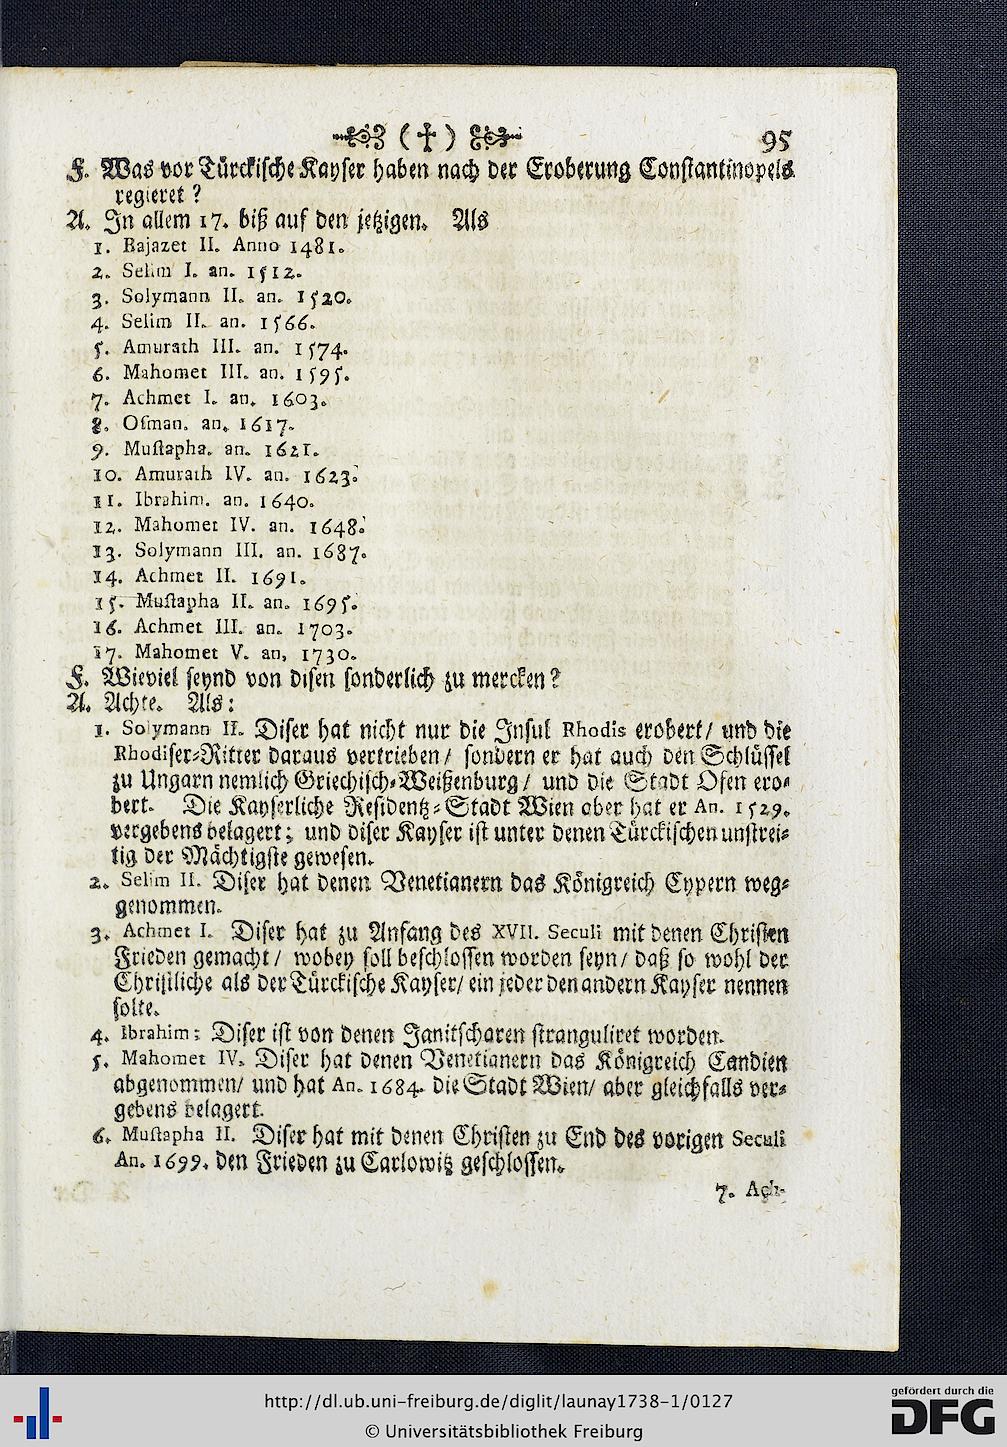 ( † ) 95
F. Was vor Türckische Kayser haben nach der Eroberung Constantinopels
regieret ?
A. In allem 17. biß auf den jetzigen. Als
1. Bajazet II. Anno 1481.
2. Selim I. an. 1512.
3. Solymann II. an. 1520.
4. Selim II. an. 1566.
5. Amurath III. an. 1574.
6. Mahomet III. an. 1595.
7. Achmet I. an. 1603.
8. Osman. an. 1617.
9. Mustapha. an. 1621.
10. Amurath IV. an. 1623.
11. Ibrahim. an. 1640.
12. Mahomet IV. an. 1648.
13. Solymann III. an. 1687.
14. Achmet II. 1691.
15. Mustapha II. an. 1695.
16. Achmet III. an. 1703.
17. Mahomet V. an, 1730.
F. Wieviel seynd von disen sonderlich zu mercken ?
A. Achte. Als :
1. Solymann II. Diser hat nicht nur die Insul Rhodis erobert / und die
Rhodiser-Ritter daraus vertrieben / sondern er hat auch den Schlüssel
zu Ungarn nemlich Griechisch-Weißenburg / und die Stadt Ofen ero-
bert. Die Kayserliche Residentz-Stadt Wien aber hat er An. 1529.
vergebens belagert ; und diser Kayser ist unter denen Türckischen unstrei-
tig der Mächtigste gewesen.
2. Selim II. Diser hat denen Venetianern das Königreich Cypern weg-
genommen.
3. Achmet I. Diser hat zu Anfang des XVII. Seculi mit denen Christen
Frieden gemacht / wobey soll beschlossen worden seyn / daß so wohl der
Christliche als der Türckische Kayser / ein jeder den andern Kayser nennen
solte.
4. Ibrahim : Diser ist von denen Janitscharen stranguliret worden.
5. Mahomet IV. Diser hat denen Venetianern das Königreich Candien
abgenommen / und hat An. 1684. die Stadt Wien / aber gleichfalls ver-
gebens belagert.
6. Mustapha II. Diser hat mit denen Christen zu End des vorigen Seculi
An. 1699. den Frieden zu Carlowitz geschlossen.
7. Ach-
http://dl.ub.uni-freiburg.de/diglit/launay1738-1/0127
© Universitätsbibliothek Freiburg
gefördert durch die
DFG